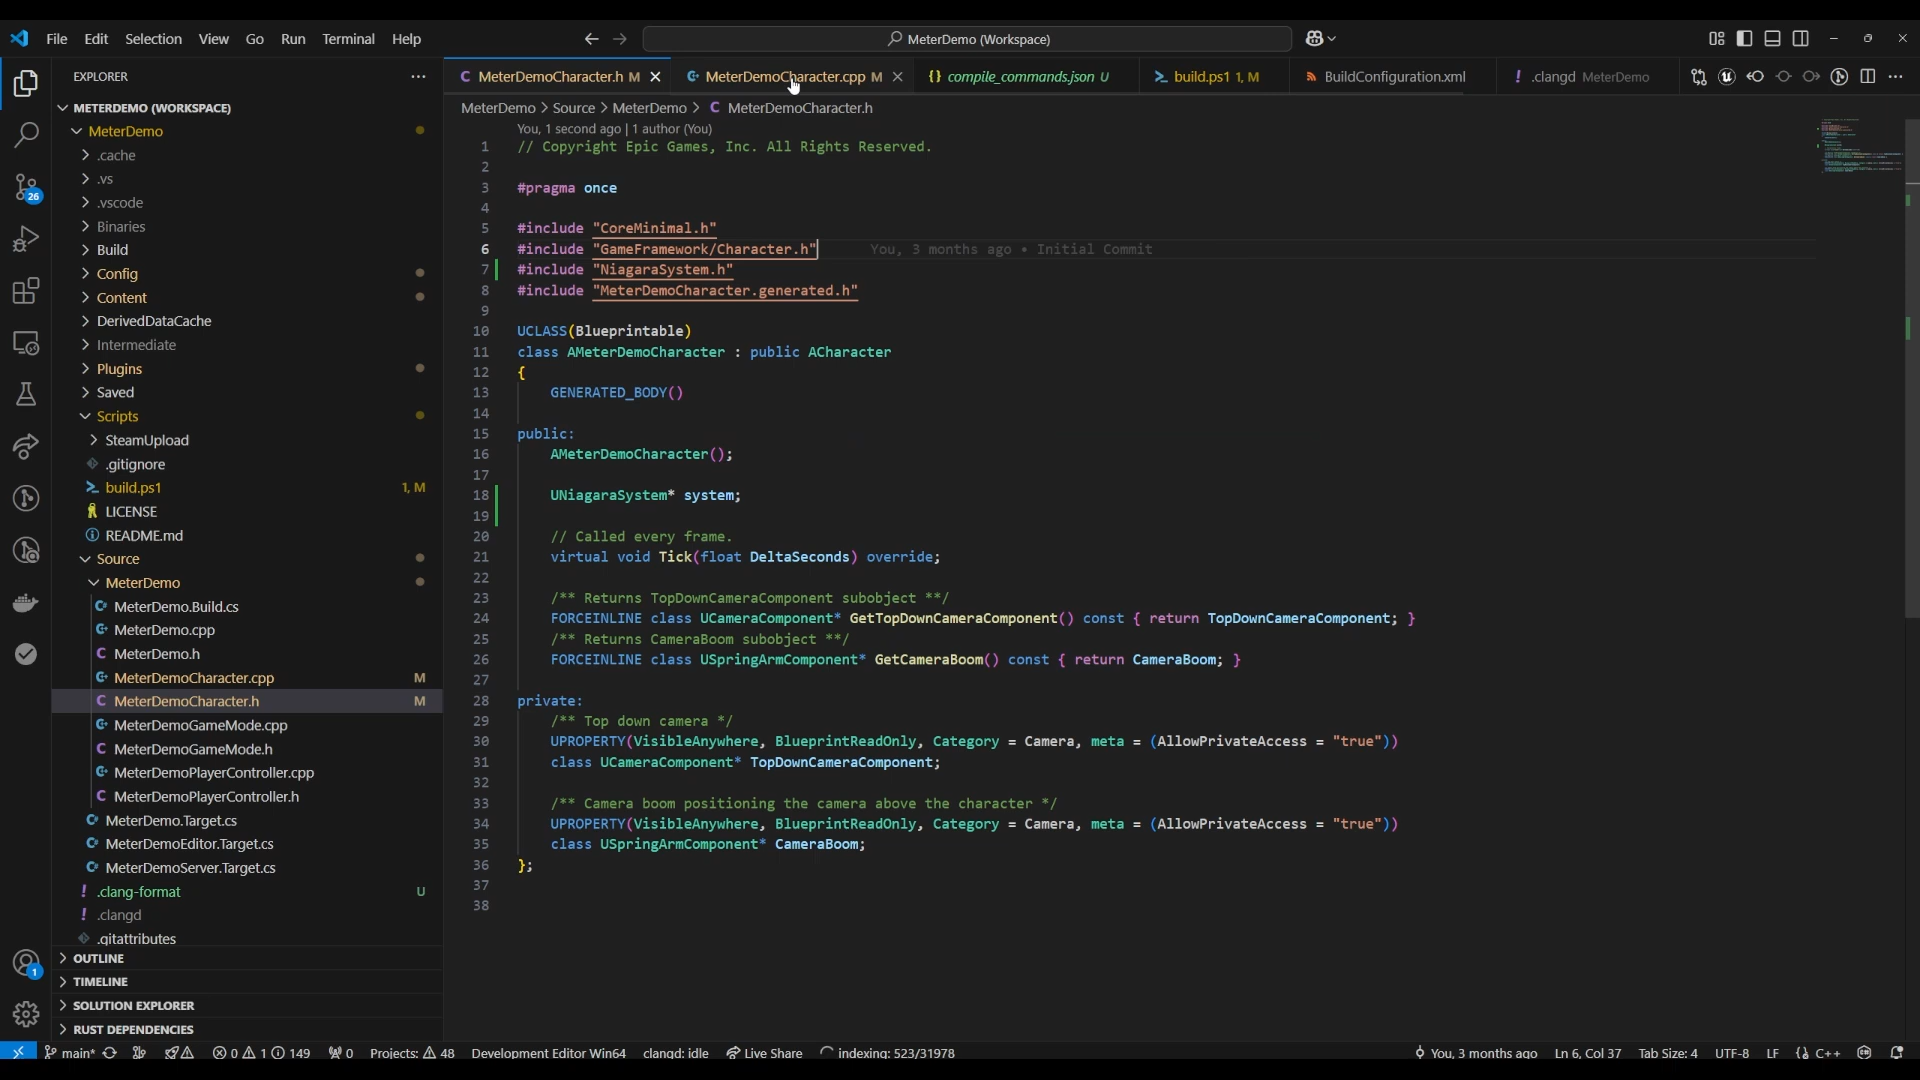 File Edit Selection View Go Run Terminal Help
MeterDemo (Workspace)
EXPLORER
MeterDemoCharacter.h M
MeterDemoCharacter.cpp M
compile_commands.json U
build.ps1 1, M
BuildConfiguration.xml
.clangd MeterDemo
METERDEMO (WORKSPACE)
MeterDemo
.cache
.vs
.vscode
Binaries
Build
Config
Content
DerivedDataCache
Intermediate
Plugins
Saved
Scripts
SteamUpload
.gitignore
build.ps1 1, M
LICENSE
README.md
Source
MeterDemo
MeterDemo.Build.cs
MeterDemo.cpp
MeterDemo.h
MeterDemoCharacter.cpp M
MeterDemoCharacter.h M
MeterDemoGameMode.cpp
MeterDemoGameMode.h
MeterDemoPlayerController.cpp
MeterDemoPlayerController.h
MeterDemo.Target.cs
MeterDemoEditor.Target.cs
MeterDemoServer.Target.cs
.clang-format U
.clangd
.gitattributes
OUTLINE
TIMELINE
SOLUTION EXPLORER
RUST DEPENDENCIES
26
1
MeterDemo > Source > MeterDemo > C MeterDemoCharacter.h
You, 1 second ago | 1 author (You)
1 // Copyright Epic Games, Inc. All Rights Reserved.
2
3 #pragma once
4
5 #include "CoreMinimal.h"
6 #include "GameFramework/Character.h" You, 3 months ago • Initial Commit
7 #include "NiagaraSystem.h"
8 #include "MeterDemoCharacter.generated.h"
9
10 UCLASS(Blueprintable)
11 class AMeterDemoCharacter : public ACharacter
12 {
13 GENERATED_BODY()
14
15 public:
16 AMeterDemoCharacter();
17
18 UNiagaraSystem* system;
19
20 // Called every frame.
21 virtual void Tick(float DeltaSeconds) override;
22
23 /** Returns TopDownCameraComponent subobject **/
24 FORCEINLINE class UCameraComponent* GetTopDownCameraComponent() const { return TopDownCameraComponent; }
25 /** Returns CameraBoom subobject **/
26 FORCEINLINE class USpringArmComponent* GetCameraBoom() const { return CameraBoom; }
27
28 private:
29 /** Top down camera */
30 UPROPERTY(VisibleAnywhere, BlueprintReadOnly, Category = Camera, meta = (AllowPrivateAccess = "true"))
31 class UCameraComponent* TopDownCameraComponent;
32
33 /** Camera boom positioning the camera above the character */
34 UPROPERTY(VisibleAnywhere, BlueprintReadOnly, Category = Camera, meta = (AllowPrivateAccess = "true"))
35 class USpringArmComponent* CameraBoom;
36 };
37
38
main* 0 1 149 0 Projects: 48 Development Editor Win64 clangd: idle Live Share indexing: 523/31978 You, 3 months ago Ln 6, Col 37 Tab Size: 4 UTF-8 LF {} C++